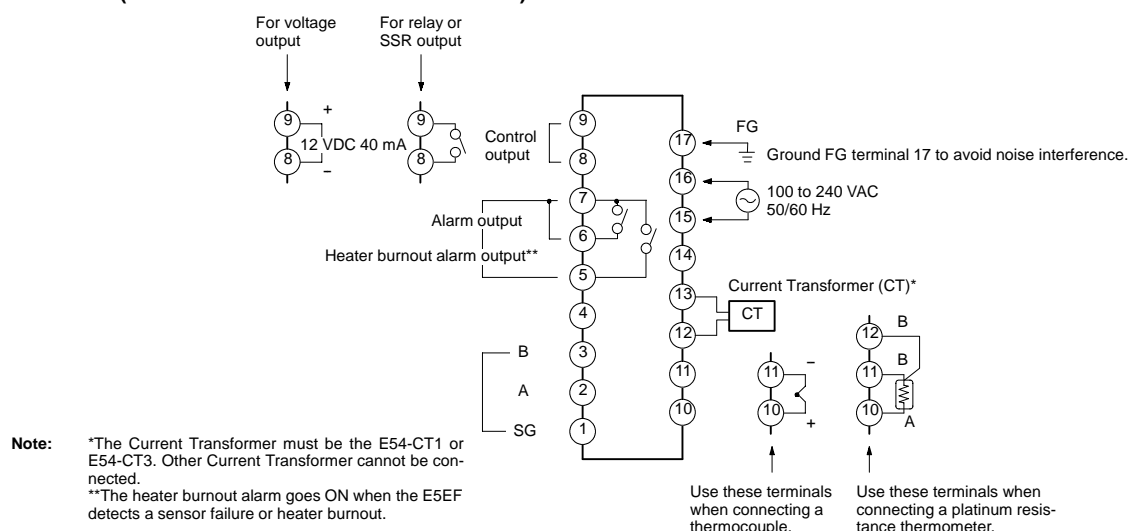 For voltage
output
For relay or
SSR output
9
+
12 VDC 40 mA
8
–
9
8
Control
output
9
8
7
Alarm output
6
Heater burnout alarm output**
5
4
B
3
A
2
SG
1
17
FG
Ground FG terminal 17 to avoid noise interference.
16
100 to 240 VAC
50/60 Hz
15
14
Current Transformer (CT)*
13
CT
12
11
10
11
–
10
+
12
B
11
B
10
A
Use these terminals
when connecting a
thermocouple.
Use these terminals when
connecting a platinum resis-
tance thermometer.
Note:
*The Current Transformer must be the E54-CT1 or
E54-CT3. Other Current Transformer cannot be con-
nected.
**The heater burnout alarm goes ON when the E5EF
detects a sensor failure or heater burnout.